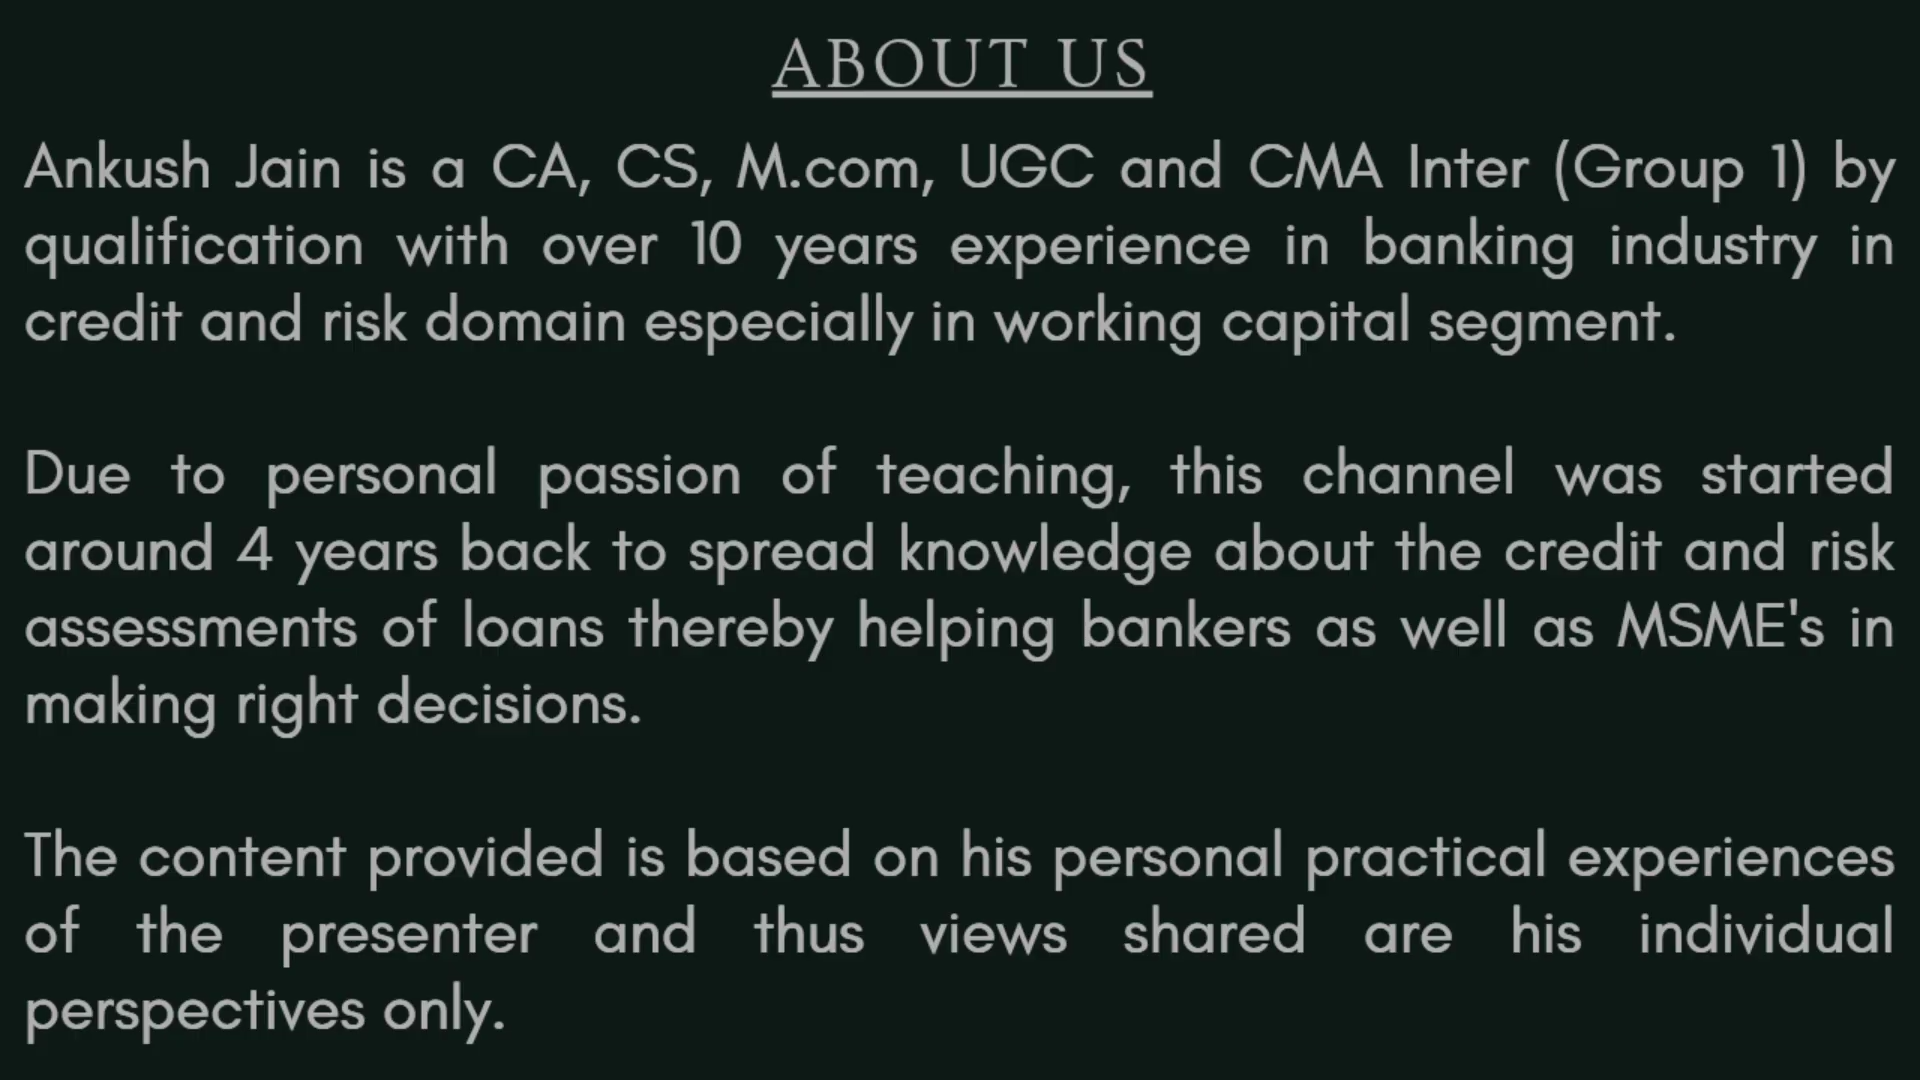 ABOUT US
Ankush Jain is a CA, CS, M.com, UGC and CMA Inter (Group 1) by
qualification with over 10 years experience in banking industry in
credit and risk domain especially in working capital segment.
Due to personal passion of teaching, this channel was started
around 4 years back to spread knowledge about the credit and risk
assessments of loans thereby helping bankers as well as MSME's in
making right decisions.
The content provided is based on his personal practical experiences
of the presenter and thus views shared are his individual
perspectives only.